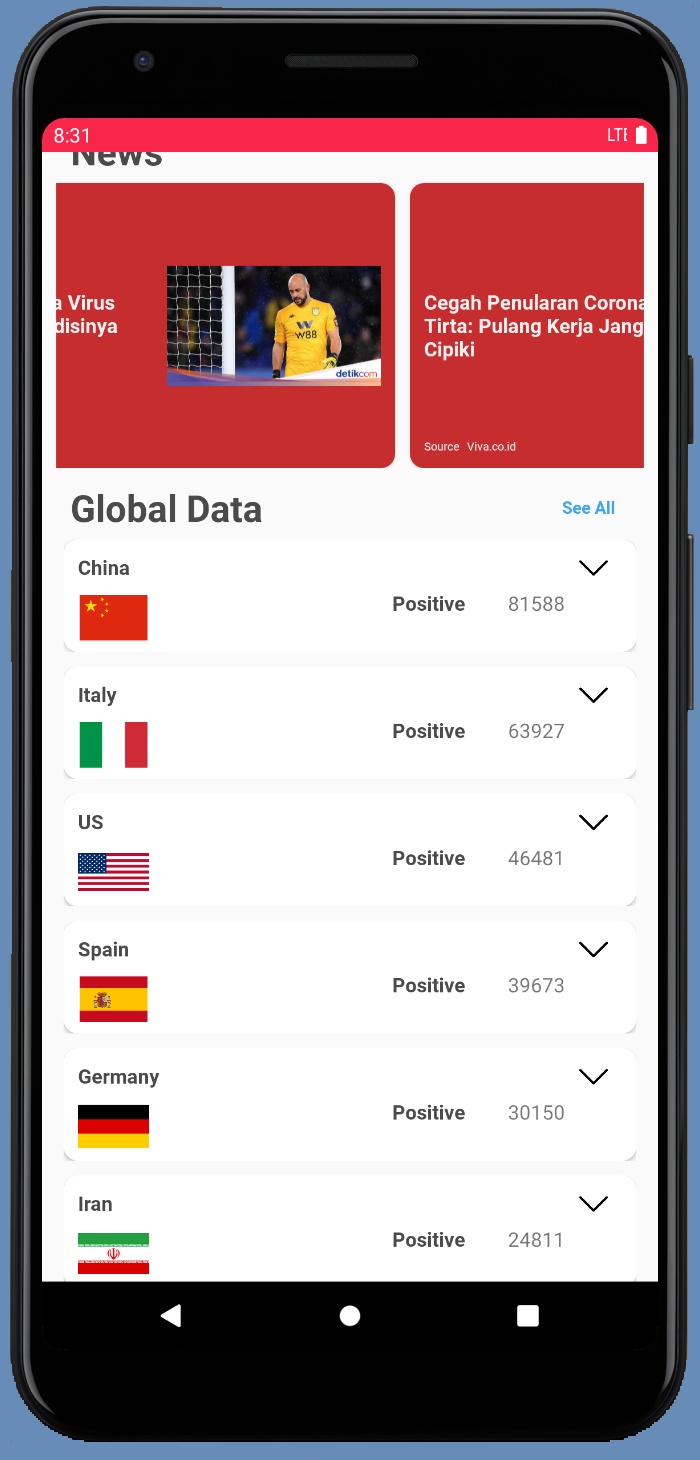 8:31
LTE
News
a Virus
disinya
W88
detikcom
Cegah Penularan Corona
Tirta: Pulang Kerja Jang
Cipiki
Source Viva.co.id
Global Data
See All
China
Positive 81588
Italy
Positive 63927
US
Positive 46481
Spain
Positive 39673
Germany
Positive 30150
Iran
Positive 24811